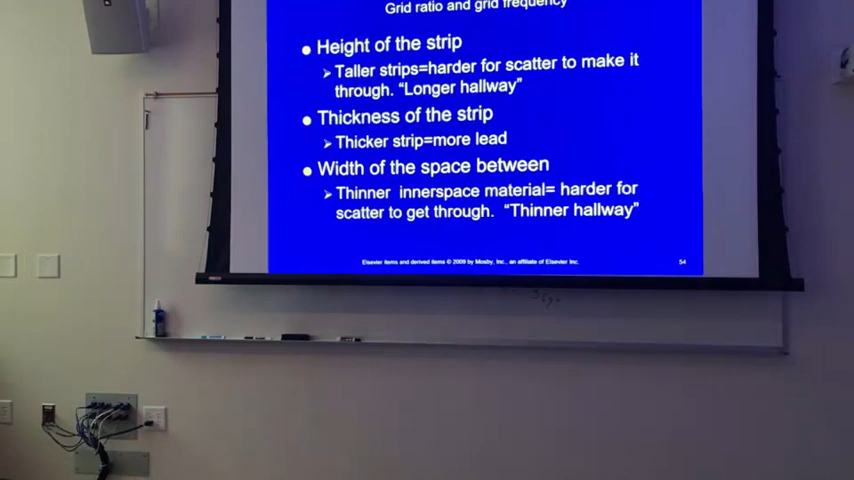 Grid ratio and grid frequency
● Height of the strip
➢ Taller strips=harder for scatter to make it
through. “Longer hallway”
● Thickness of the strip
➢ Thicker strip=more lead
● Width of the space between
➢ Thinner innerspace material= harder for
scatter to get through. “Thinner hallway”
Elsevier items and derived items © 2009 by Mosby, Inc., an affiliate of Elsevier Inc.
54